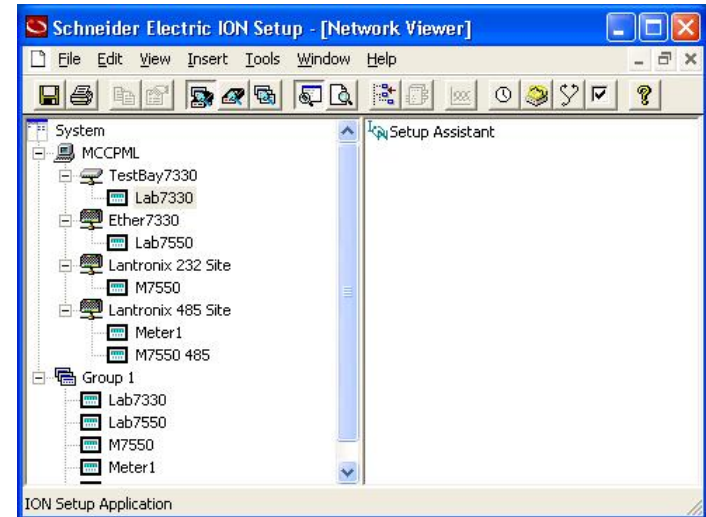 Schneider Electric ION Setup - [Network Viewer]
File Edit View Insert Tools Window Help
System
MCCPML
TestBay7330
Lab7330
Ether7330
Lab7550
Lantronix 232 Site
M7550
Lantronix 485 Site
Meter1
M7550 485
Group 1
Lab7330
Lab7550
M7550
Meter1
ION Setup Assistant
ION Setup Application